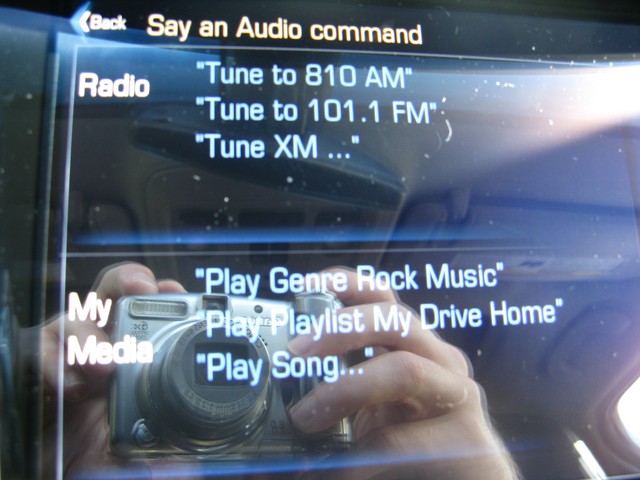 Back
Say an Audio command
Radio
"Tune to 810 AM"
"Tune to 101.1 FM"
"Tune XM ..."
My
Media
"Play Genre Rock Music"
"Play Playlist My Drive Home"
"Play Song..."